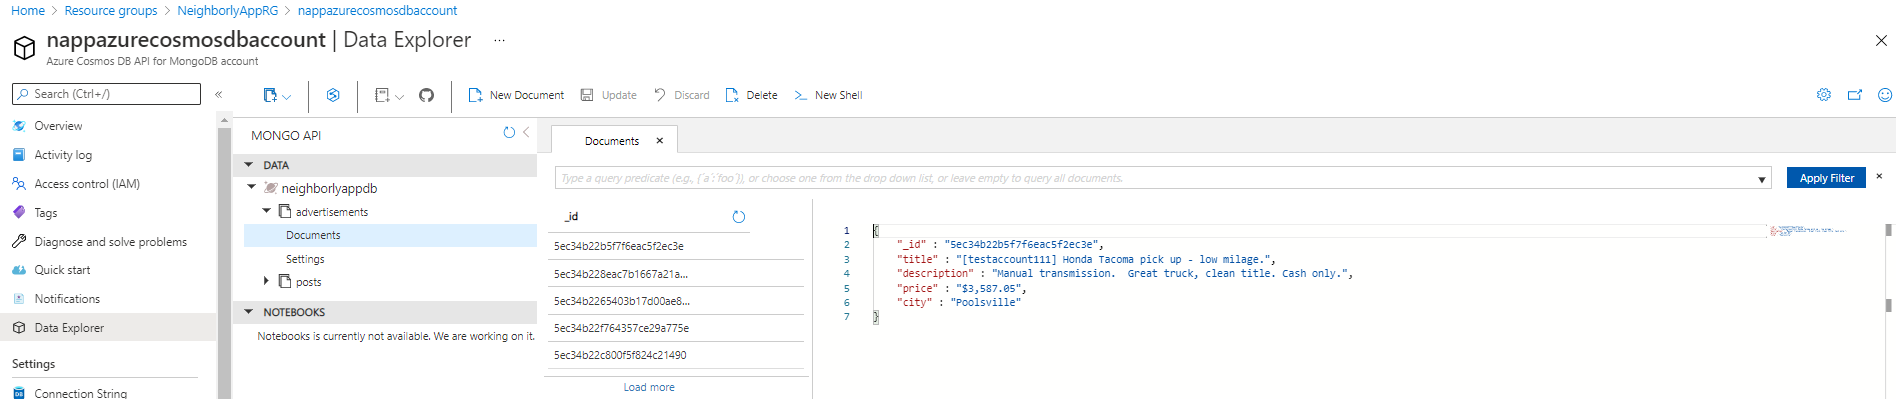 Home > Resource groups > NeighborlyAppRG > nappazurecosmosdbaccount
nappazurecosmosdbaccount | Data Explorer ...
Azure Cosmos DB API for MongoDB account
Search (Ctrl+/)
New Document Update Discard Delete New Shell
Overview
Activity log
Access control (IAM)
Tags
Diagnose and solve problems
Quick start
Notifications
Data Explorer
Settings
Connection String
MONGO API
DATA
neighborlyappdb
advertisements
Documents
Settings
posts
NOTEBOOKS
Notebooks is currently not available. We are working on it.
Documents
Type a query predicate (e.g., {´a´:´foo´}), or choose one from the drop down list, or leave empty to query all documents.
Apply Filter
_id
5ec34b22b5f7f6eac5f2ec3e
5ec34b228eac7b1667a21a...
5ec34b2265403b17d00ae8...
5ec34b22f764357ce29a775e
5ec34b22c800f5f824c21490
Load more
1 {
2 "_id" : "5ec34b22b5f7f6eac5f2ec3e",
3 "title" : "[testaccount111] Honda Tacoma pick up - low milage.",
4 "description" : "Manual transmission.  Great truck, clean title. Cash only.",
5 "price" : "$3,587.05",
6 "city" : "Poolsville"
7 }